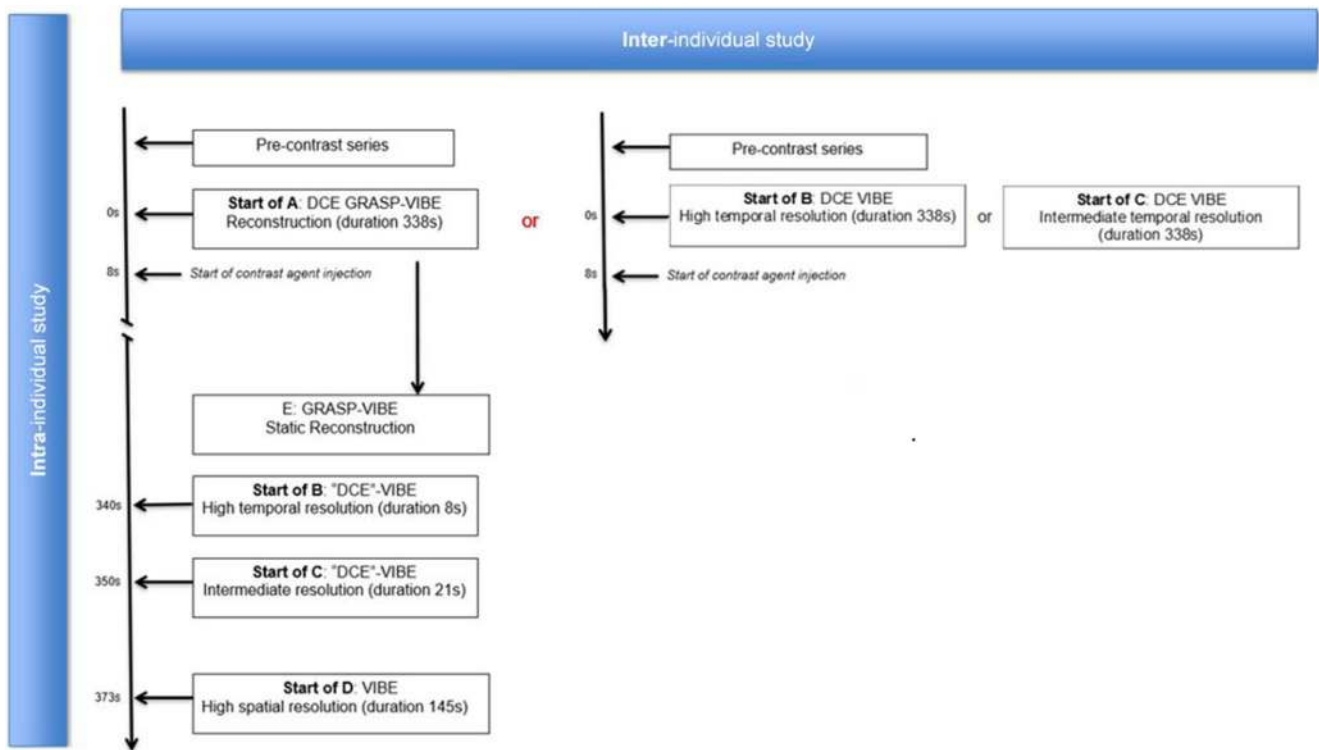 Inter-individual study
Intra-individual study
Pre-contrast series
0s
Start of A: DCE GRASP-VIBE
Reconstruction (duration 338s)
8s
Start of contrast agent injection
E: GRASP-VIBE
Static Reconstruction
340s
Start of B: "DCE"-VIBE
High temporal resolution (duration 8s)
350s
Start of C: "DCE"-VIBE
Intermediate resolution (duration 21s)
373s
Start of D: VIBE
High spatial resolution (duration 145s)
or
Pre-contrast series
0s
Start of B: DCE VIBE
High temporal resolution (duration 338s)
or
Start of C: DCE VIBE
Intermediate temporal resolution
(duration 338s)
8s
Start of contrast agent injection